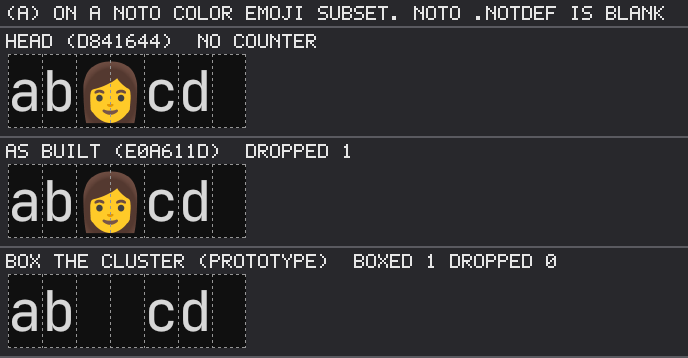 (A) ON A NOTO COLOR EMOJI SUBSET. NOTO .NOTDEF IS BLANK
HEAD (D841644)  NO COUNTER
ab👩cd
AS BUILT (E0A611D)  DROPPED 1
ab👩cd
BOX THE CLUSTER (PROTOTYPE)  BOXED 1 DROPPED 0
ab  cd